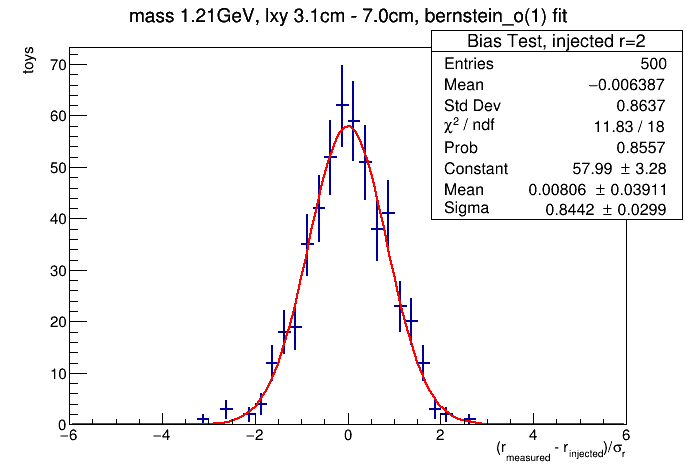 mass 1.21GeV, lxy 3.1cm - 7.0cm, bernstein_o(1) fit
toys
Bias Test, injected r=2
Entries 500
Mean −0.006387
Std Dev 0.8637
χ² / ndf 11.83 / 18
Prob 0.8557
Constant 57.99 ± 3.28
Mean 0.00806 ± 0.03911
Sigma 0.8442 ± 0.0299
70
60
50
40
30
20
10
0
−6 −4 −2 0 2 4 6
(r_measured - r_injected)/σ_r